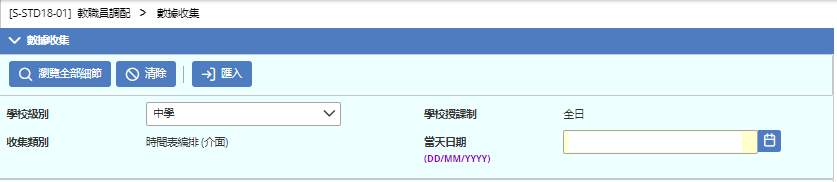 [S-STD18-01] 教職員調配 > 數據收集
數據收集
瀏覽全部細節 清除 匯入
學校級別 中學 學校授課制 全日
收集類別 時間表編排 (介面) 當天日期
(DD/MM/YYYY)